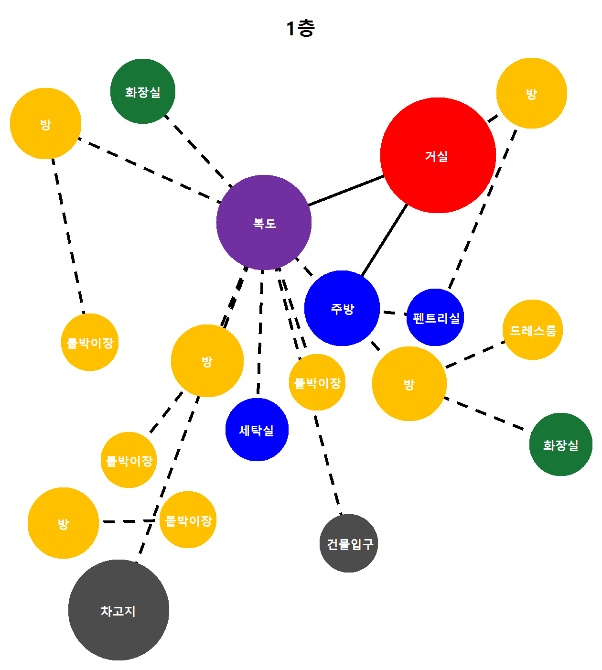 1층
화장실
방
방
거실
복도
주방
펜트리실
드레스룸
붙박이장
방
붙박이장
방
세탁실
화장실
붙박이장
방
붙박이장
건물입구
차고지